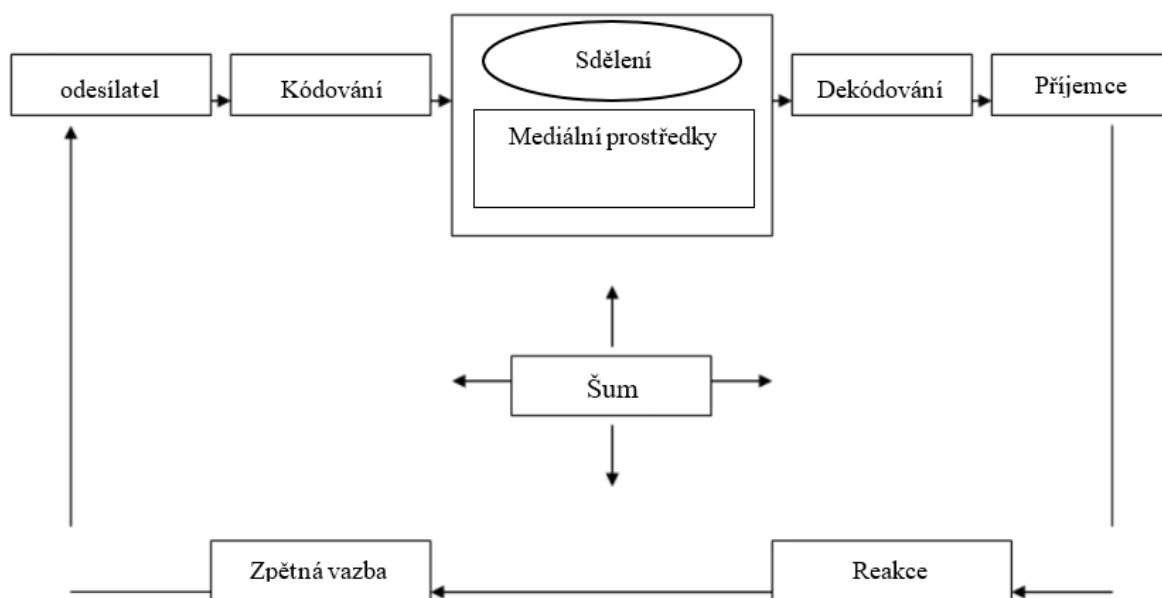 odesílatel
Kódování
Sdělení
Mediální prostředky
Dekódování
Příjemce
Šum
Zpětná vazba
Reakce